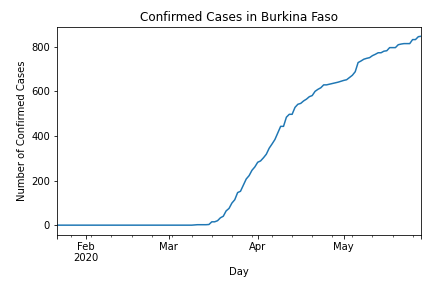 Confirmed Cases in Burkina Faso
Number of Confirmed Cases
800
600
400
200
0
Feb
2020
Mar
Apr
May
Day